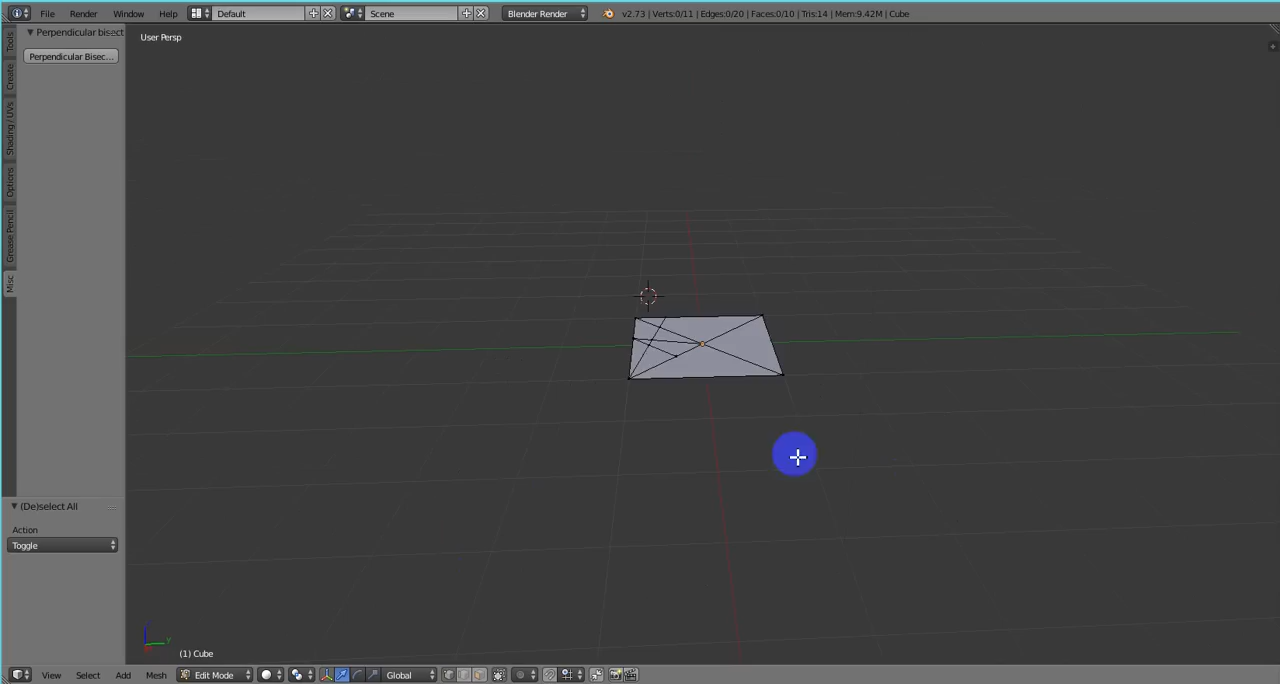 File Render Window Help Default Scene Blender Render v2.73 | Verts:0/11 | Edges:0/20 | Faces:0/10 | Tris:14 | Mem:9.42M | Cube
Perpendicular bisect
Perpendicular Bisec...
User Persp
Tools
Create
Shading / UVs
Options
Grease Pencil
Misc
(De)select All
Action
Toggle
Y
(1) Cube
View Select Add Mesh Edit Mode Global